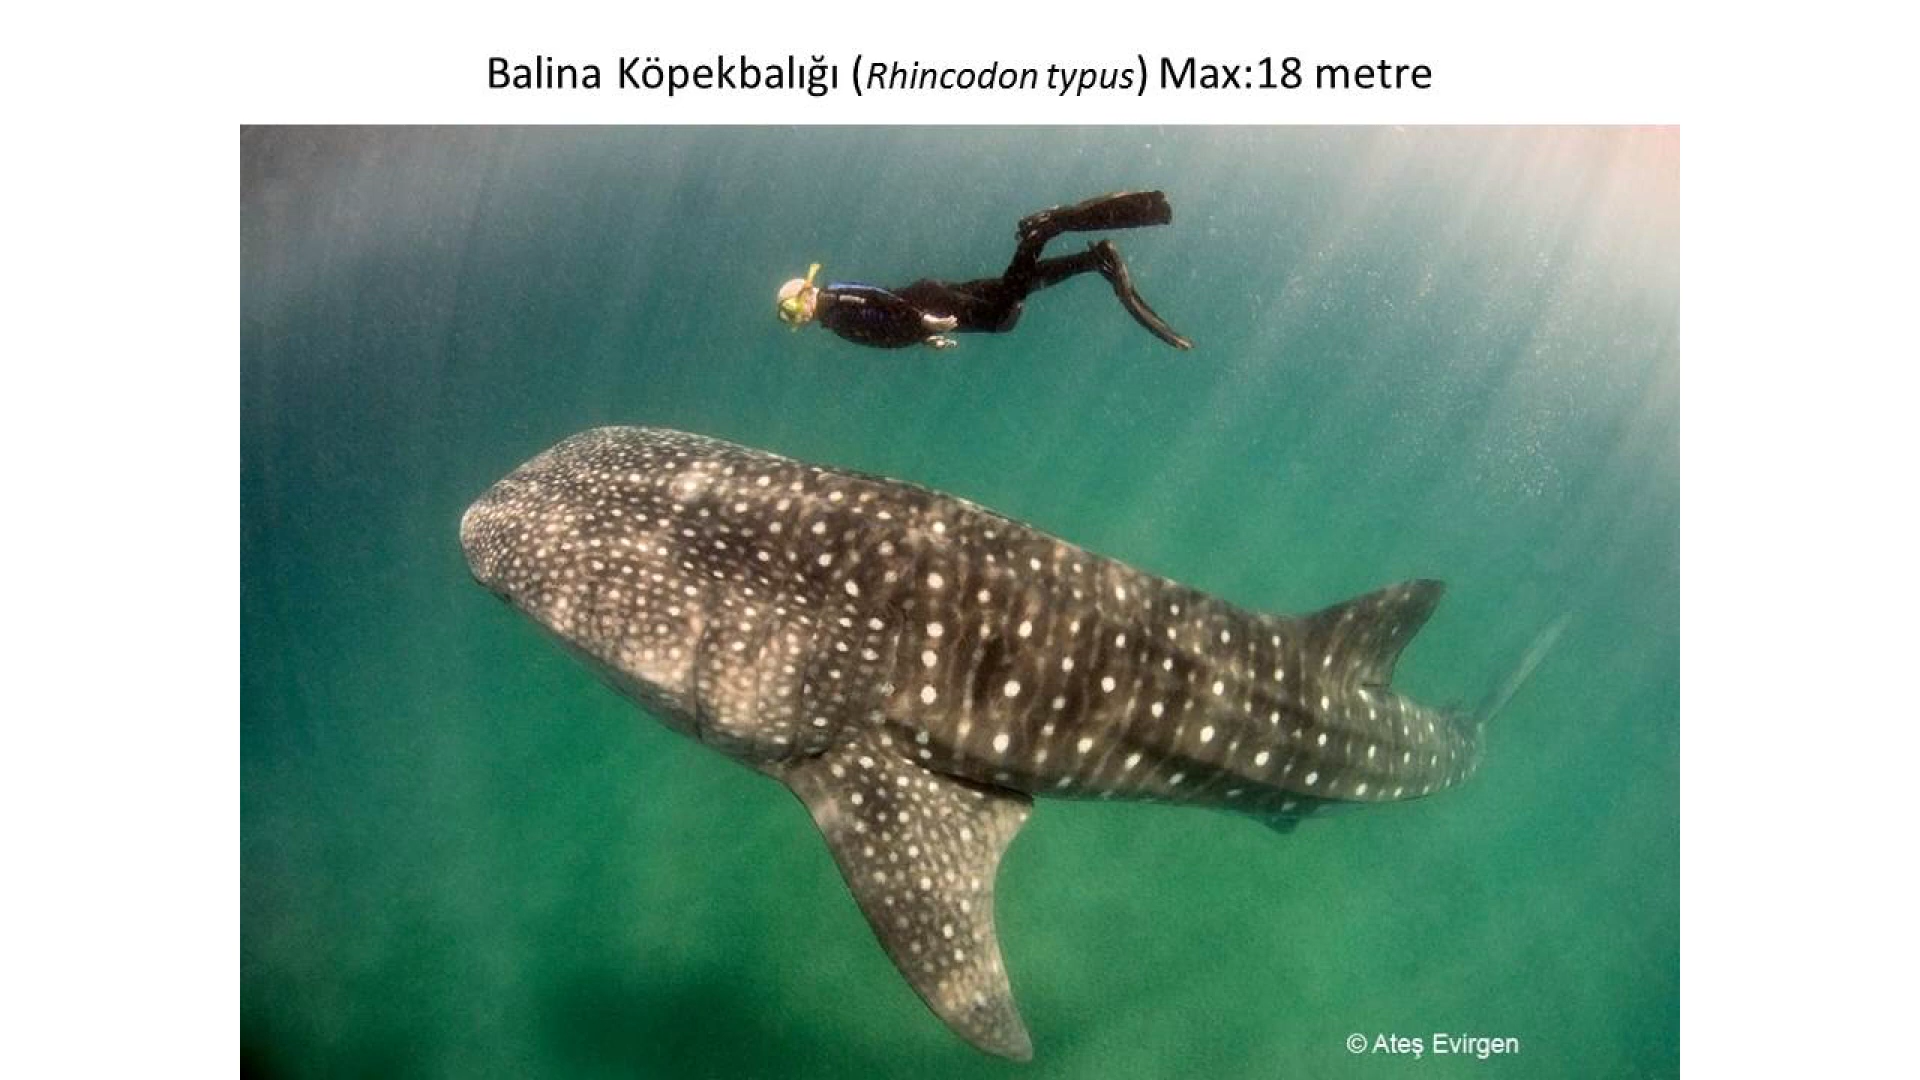 Balina Köpekbalığı (Rhincodon typus) Max:18 metre
© Ateş Evirgen